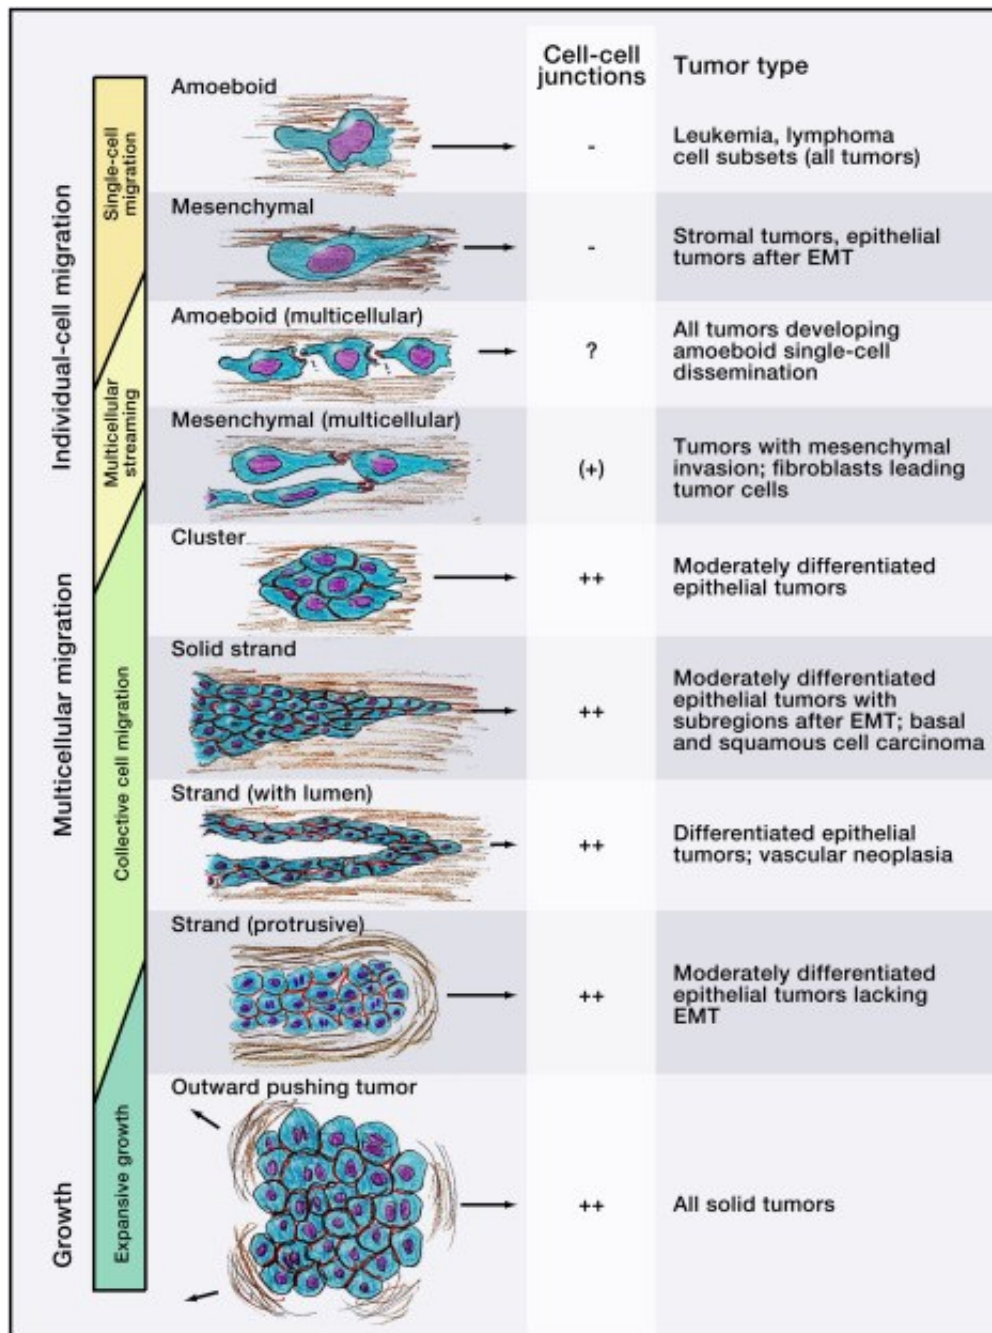 Cell-cell
junctions
Tumor type
Individual-cell migration
Multicellular migration
Growth
Single-cell
migration
Multicellular
streaming
Collective cell migration
Expansive growth
Amoeboid
-
Leukemia, lymphoma
cell subsets (all tumors)
Mesenchymal
-
Stromal tumors, epithelial
tumors after EMT
Amoeboid (multicellular)
?
All tumors developing
amoeboid single-cell
dissemination
Mesenchymal (multicellular)
(+)
Tumors with mesenchymal
invasion; fibroblasts leading
tumor cells
Cluster
++
Moderately differentiated
epithelial tumors
Solid strand
++
Moderately differentiated
epithelial tumors with
subregions after EMT; basal
and squamous cell carcinoma
Strand (with lumen)
++
Differentiated epithelial
tumors; vascular neoplasia
Strand (protrusive)
++
Moderately differentiated
epithelial tumors lacking
EMT
Outward pushing tumor
++
All solid tumors